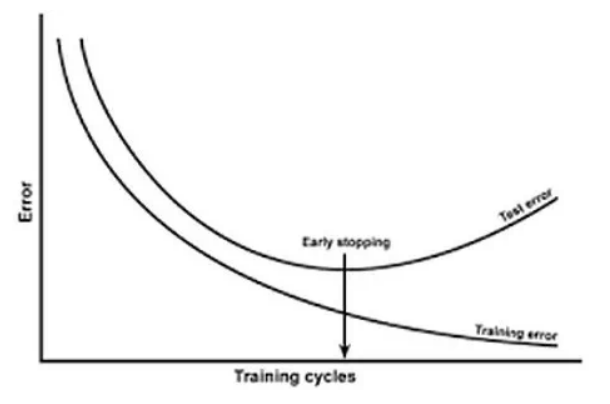 Error
Early stopping
Test error
Training error
Training cycles